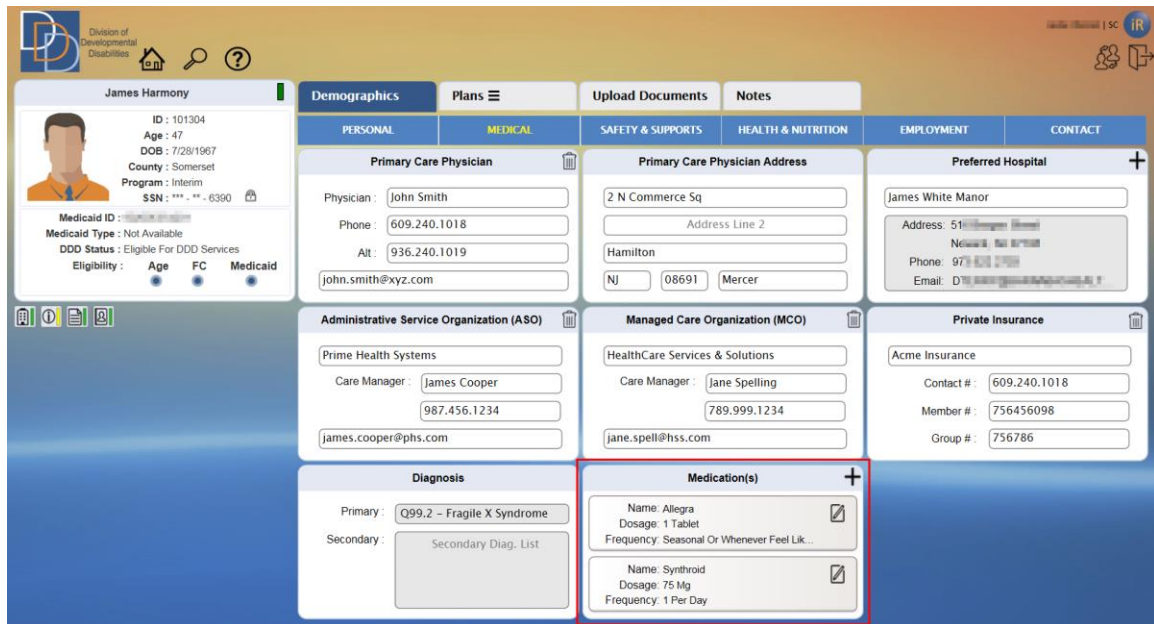 Division of
Developmental
Disabilities
| SC
iR
James Harmony
ID : 101304
Age : 47
DOB : 7/28/1967
County : Somerset
Program : Interim
SSN : *** - ** - 6390
Medicaid ID :
Medicaid Type : Not Available
DDD Status : Eligible For DDD Services
Eligibility : Age FC Medicaid
Demographics Plans Upload Documents Notes
PERSONAL MEDICAL SAFETY & SUPPORTS HEALTH & NUTRITION EMPLOYMENT CONTACT
Primary Care Physician
Physician : John Smith
Phone : 609.240.1018
Alt : 936.240.1019
john.smith@xyz.com
Primary Care Physician Address
2 N Commerce Sq
Address Line 2
Hamilton
NJ 08691 Mercer
Preferred Hospital
James White Manor
Address: 51
Phone: 97
Email:
Administrative Service Organization (ASO)
Prime Health Systems
Care Manager : James Cooper
987.456.1234
james.cooper@phs.com
Managed Care Organization (MCO)
HealthCare Services & Solutions
Care Manager : Jane Spelling
789.999.1234
jane.spell@hss.com
Private Insurance
Acme Insurance
Contact # : 609.240.1018
Member # : 756456098
Group # : 756786
Diagnosis
Primary : Q99.2 – Fragile X Syndrome
Secondary : Secondary Diag. List
Medication(s)
Name: Allegra
Dosage: 1 Tablet
Frequency: Seasonal Or Whenever Feel Lik...
Name: Synthroid
Dosage: 75 Mg
Frequency: 1 Per Day